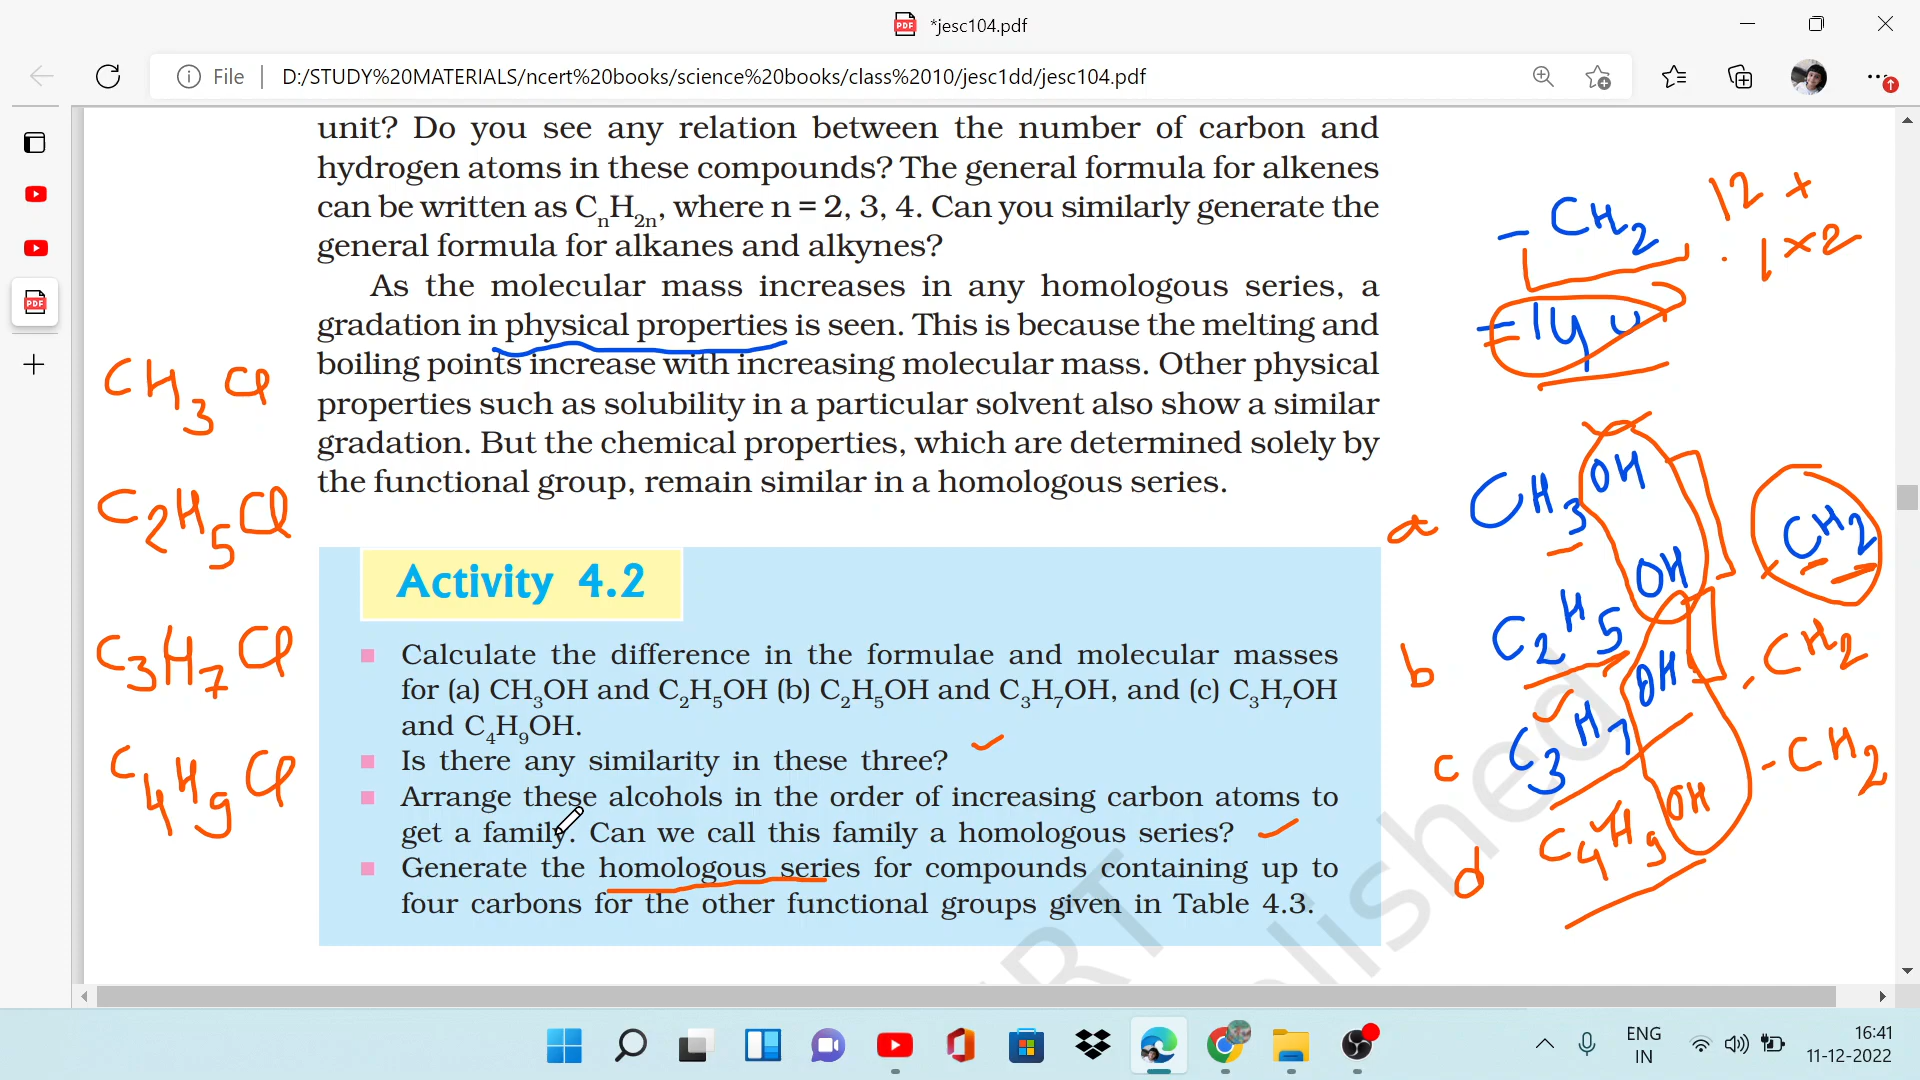 *jesc104.pdf
File | D:/STUDY%20MATERIALS/ncert%20books/science%20books/class%2010/jesc1dd/jesc104.pdf
unit? Do you see any relation between the number of carbon and
hydrogen atoms in these compounds? The general formula for alkenes
can be written as CₙH₂ₙ, where n = 2, 3, 4. Can you similarly generate the
general formula for alkanes and alkynes?
As the molecular mass increases in any homologous series, a
gradation in physical properties is seen. This is because the melting and
boiling points increase with increasing molecular mass. Other physical
properties such as solubility in a particular solvent also show a similar
gradation. But the chemical properties, which are determined solely by
the functional group, remain similar in a homologous series.
Activity 4.2
Calculate the difference in the formulae and molecular masses
for (a) CH₃OH and C₂H₅OH (b) C₂H₅OH and C₃H₇OH, and (c) C₃H₇OH
and C₄H₉OH.
Is there any similarity in these three?
Arrange these alcohols in the order of increasing carbon atoms to
get a family. Can we call this family a homologous series?
Generate the homologous series for compounds containing up to
four carbons for the other functional groups given in Table 4.3.
CH₃Cl
C₂H₅Cl
C₃H₇Cl
C₄H₉Cl
- CH₂
12 +
1×2
= 14 u
a CH₃OH
CH₂
b C₂H₅OH
- CH₂
c C₃H₇OH
- CH₂
d C₄H₉OH
ENG
IN
16:41
11-12-2022